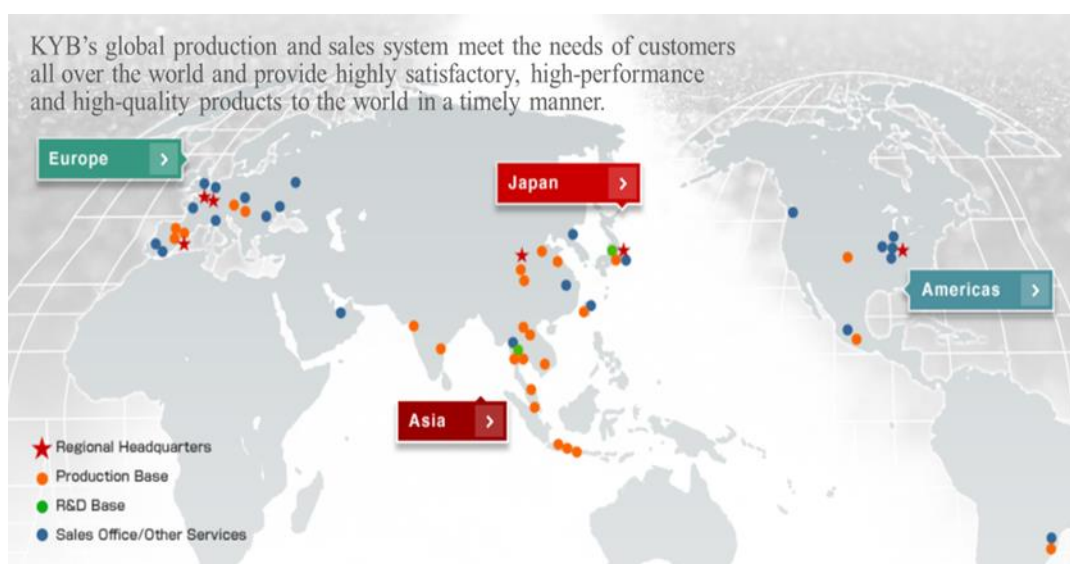 KYB's global production and sales system meet the needs of customers
all over the world and provide highly satisfactory, high-performance
and high-quality products to the world in a timely manner.
Europe
Japan
Americas
Asia
Regional Headquarters
Production Base
R&D Base
Sales Office/Other Services